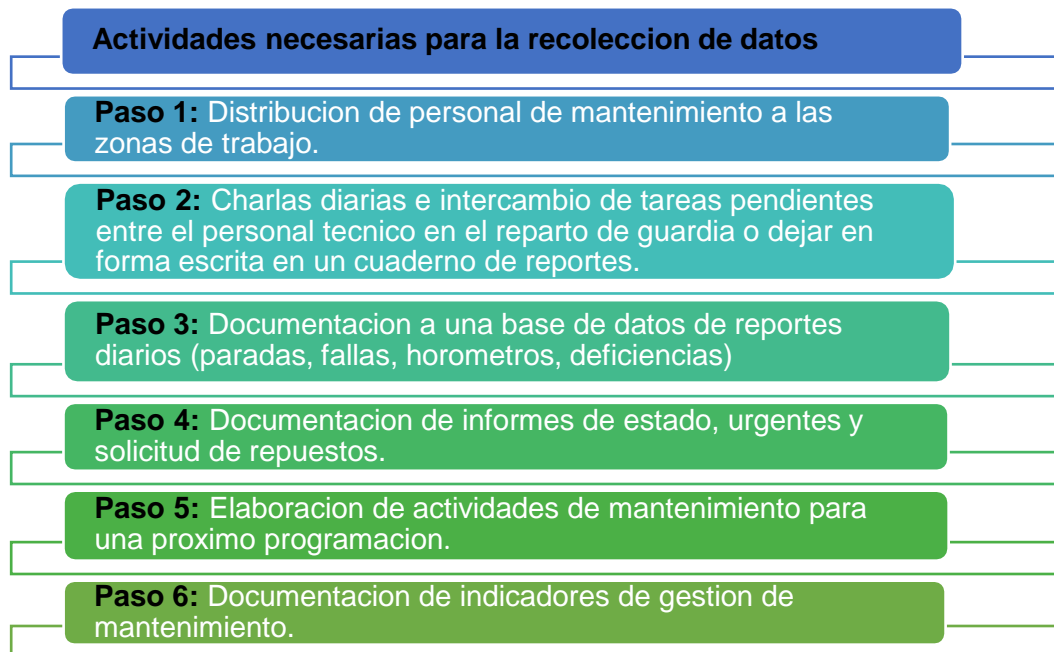 Actividades necesarias para la recoleccion de datos
Paso 1: Distribucion de personal de mantenimiento a las
zonas de trabajo.
Paso 2: Charlas diarias e intercambio de tareas pendientes
entre el personal tecnico en el reparto de guardia o dejar en
forma escrita en un cuaderno de reportes.
Paso 3: Documentacion a una base de datos de reportes
diarios (paradas, fallas, horometros, deficiencias)
Paso 4: Documentacion de informes de estado, urgentes y
solicitud de repuestos.
Paso 5: Elaboracion de actividades de mantenimiento para
una proximo programacion.
Paso 6: Documentacion de indicadores de gestion de
mantenimiento.